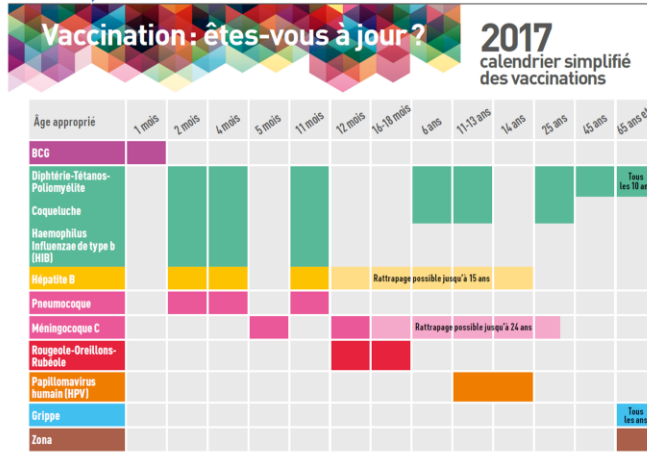 Vaccination : êtes-vous à jour ?
2017
calendrier simplifié
des vaccinations
Âge approprié
1 mois
2 mois
4 mois
5 mois
11 mois
12 mois
16-18 mois
6 ans
11-13 ans
14 ans
25 ans
45 ans
65 ans et
BCG
Diphtérie-Tétanos-
Poliomyélite
Tous
les 10 an
Coqueluche
Haemophilus
Influenzae de type b
(HIB)
Hépatite B
Rattrapage possible jusqu'à 15 ans
Pneumocoque
Méningocoque C
Rattrapage possible jusqu'à 24 ans
Rougeole-Oreillons-
Rubéole
Papillomavirus
humain (HPV)
Grippe
Tous
les ans
Zona